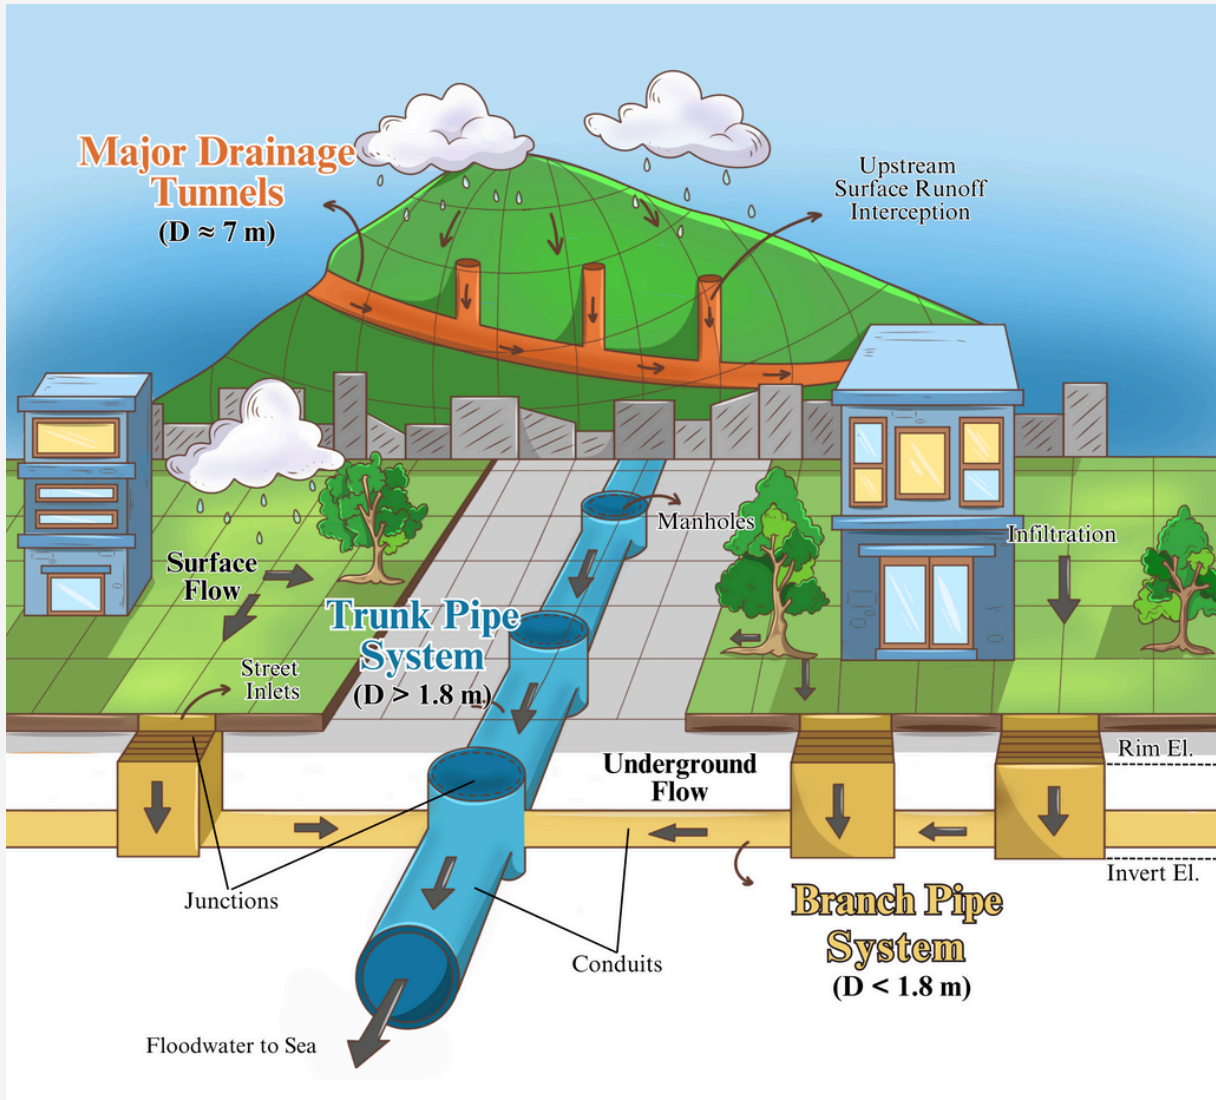 Major Drainage
Tunnels
(D ≈ 7 m)
Upstream
Surface Runoff
Interception
Manholes
Infiltration
Surface
Flow
Trunk Pipe
System
(D > 1.8 m)
Street
Inlets
Underground
Flow
Rim El.
Invert El.
Junctions
Conduits
Branch Pipe
System
(D < 1.8 m)
Floodwater to Sea